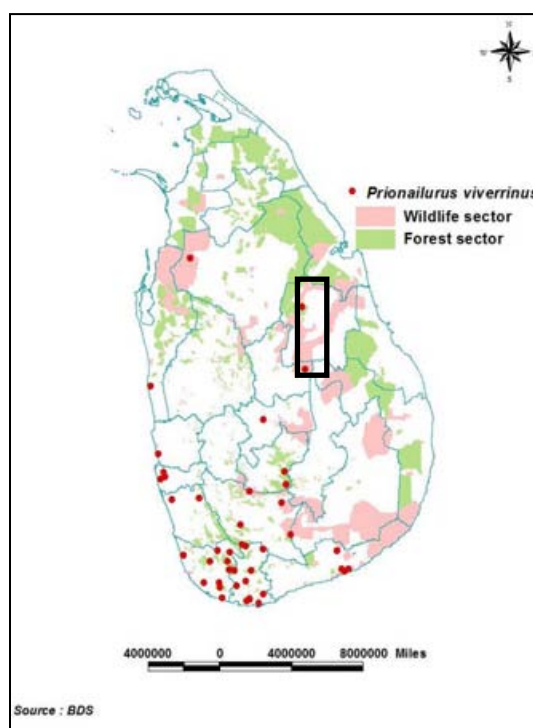 Prionailurus viverrinus
Wildlife sector
Forest sector
4000000 0 4000000 8000000 Miles
Source : BDS